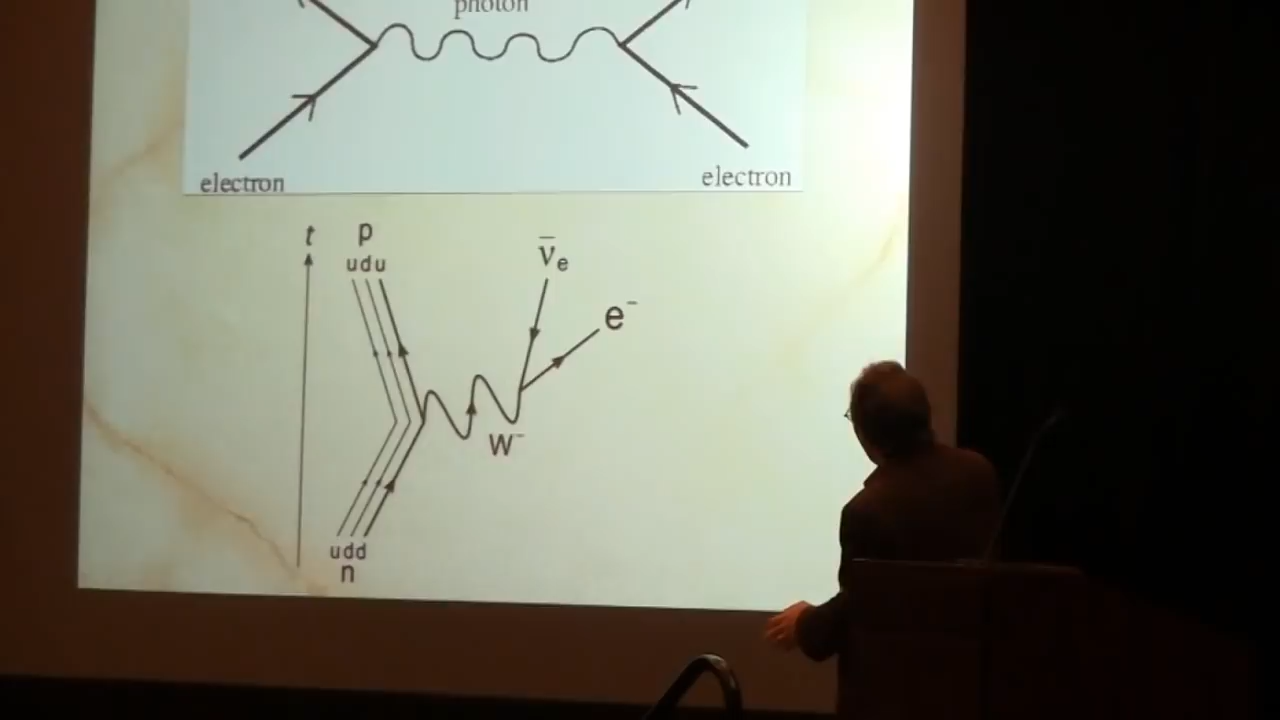 photon
electron
electron
t
p
udu
ν̄e
e⁻
W⁻
udd
n